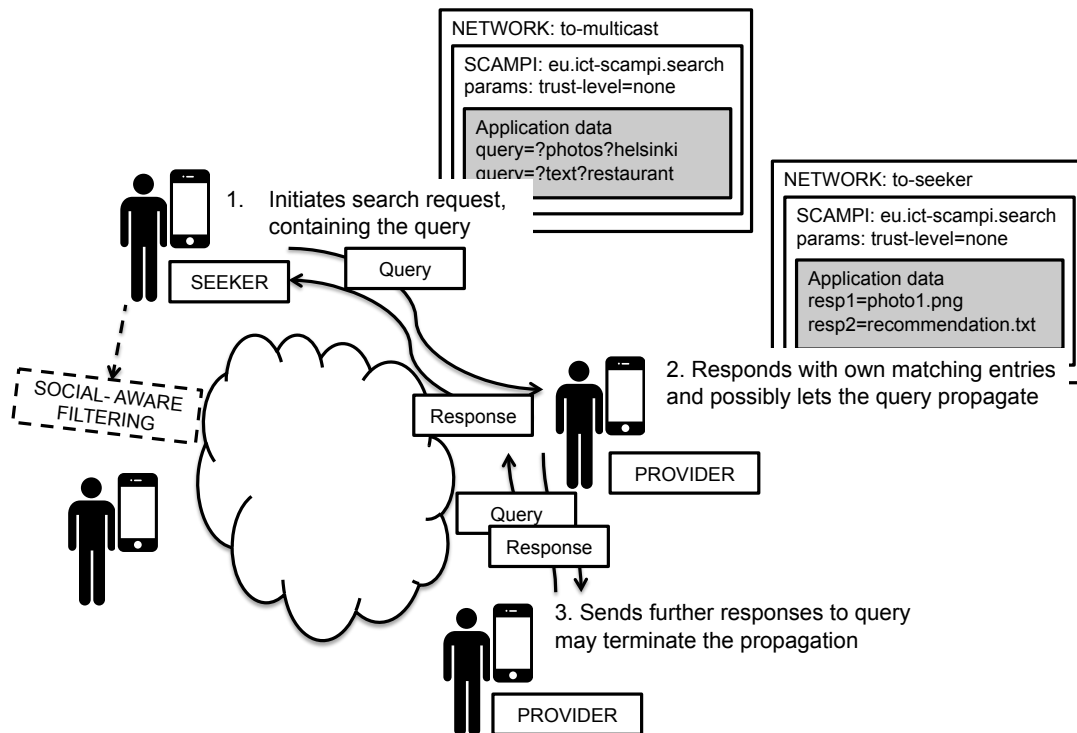 NETWORK: to-multicast
SCAMPI: eu.ict-scampi.search
params: trust-level=none
Application data
query=?photos?helsinki
query=?text?restaurant
NETWORK: to-seeker
SCAMPI: eu.ict-scampi.search
params: trust-level=none
Application data
resp1=photo1.png
resp2=recommendation.txt
1. Initiates search request,
containing the query
Query
SEEKER
SOCIAL- AWARE
FILTERING
2. Responds with own matching entries
and possibly lets the query propagate
Response
PROVIDER
Query
Response
3. Sends further responses to query
may terminate the propagation
PROVIDER